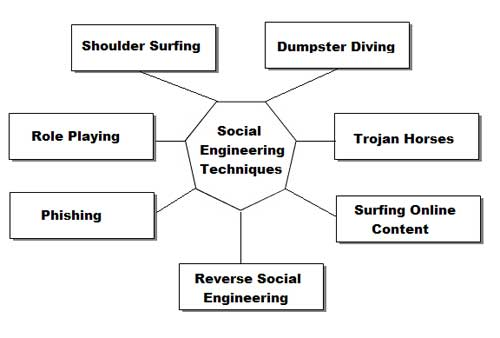 Shoulder Surfing
Dumpster Diving
Role Playing
Social
Engineering
Techniques
Trojan Horses
Phishing
Surfing Online
Content
Reverse Social
Engineering